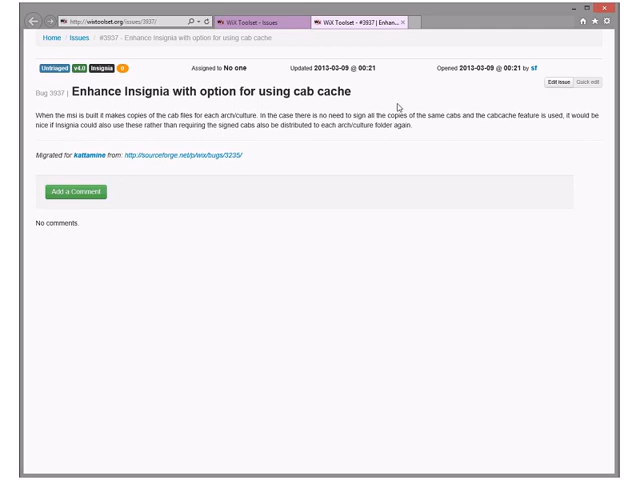 http://wixtoolset.org/issues/3937/
WiX Toolset - Issues
WiX Toolset - #3937 | Enhan...
Home / Issues / #3937 - Enhance Insignia with option for using cab cache
Untriaged v4.0 Insignia 0 Assigned to No one Updated 2013-03-09 @ 00:21 Opened 2013-03-09 @ 00:21 by sf
Edit issue Quick edit
Bug 3937 | Enhance Insignia with option for using cab cache
When the msi is built it makes copies of the cab files for each arch/culture. In the case there is no need to sign all the copies of the same cabs and the cabcache feature is used, it would be
nice if Insignia could also use these rather than requiring the signed cabs also be distributed to each arch/culture folder again.
Migrated for kattamine from: http://sourceforge.net/p/wix/bugs/3235/
Add a Comment
No comments.